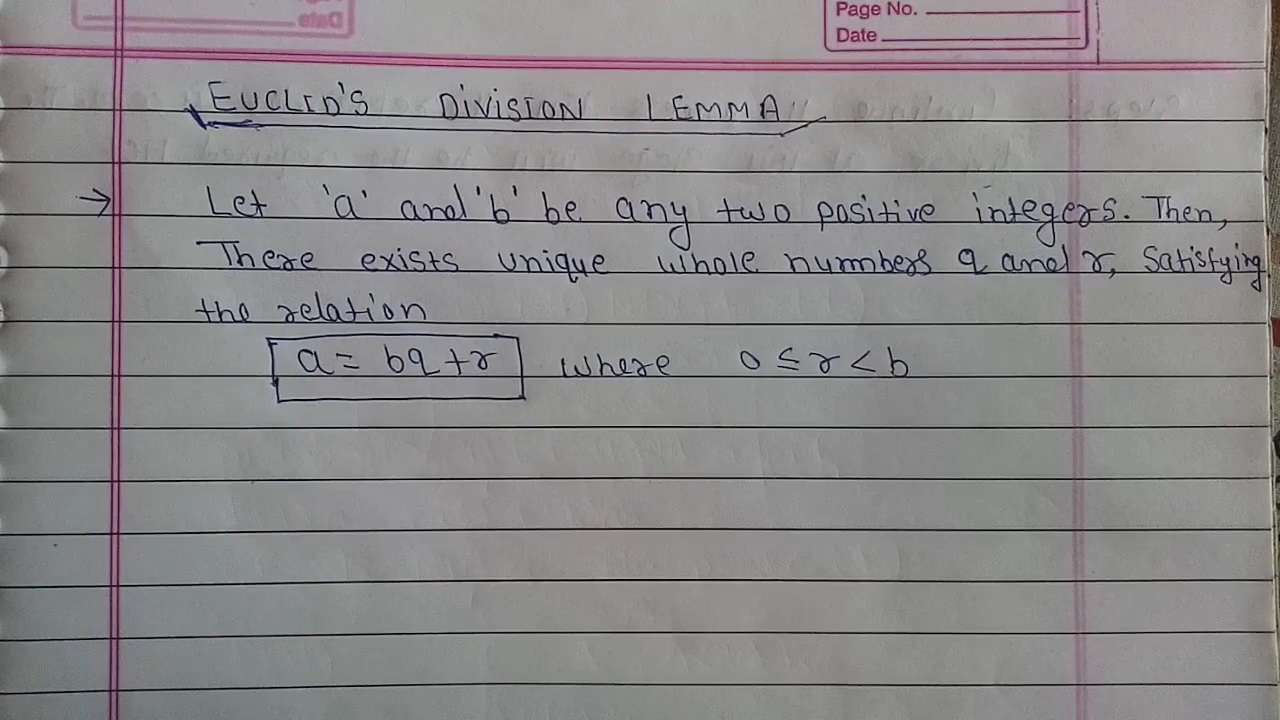 Page No.
Date
EUCLID'S DIVISION LEMMA
→ Let 'a' and 'b' be any two positive integers. Then,
There exists unique whole numbers q and r, Satisfying
the relation
a = bq + r where 0 ≤ r < b